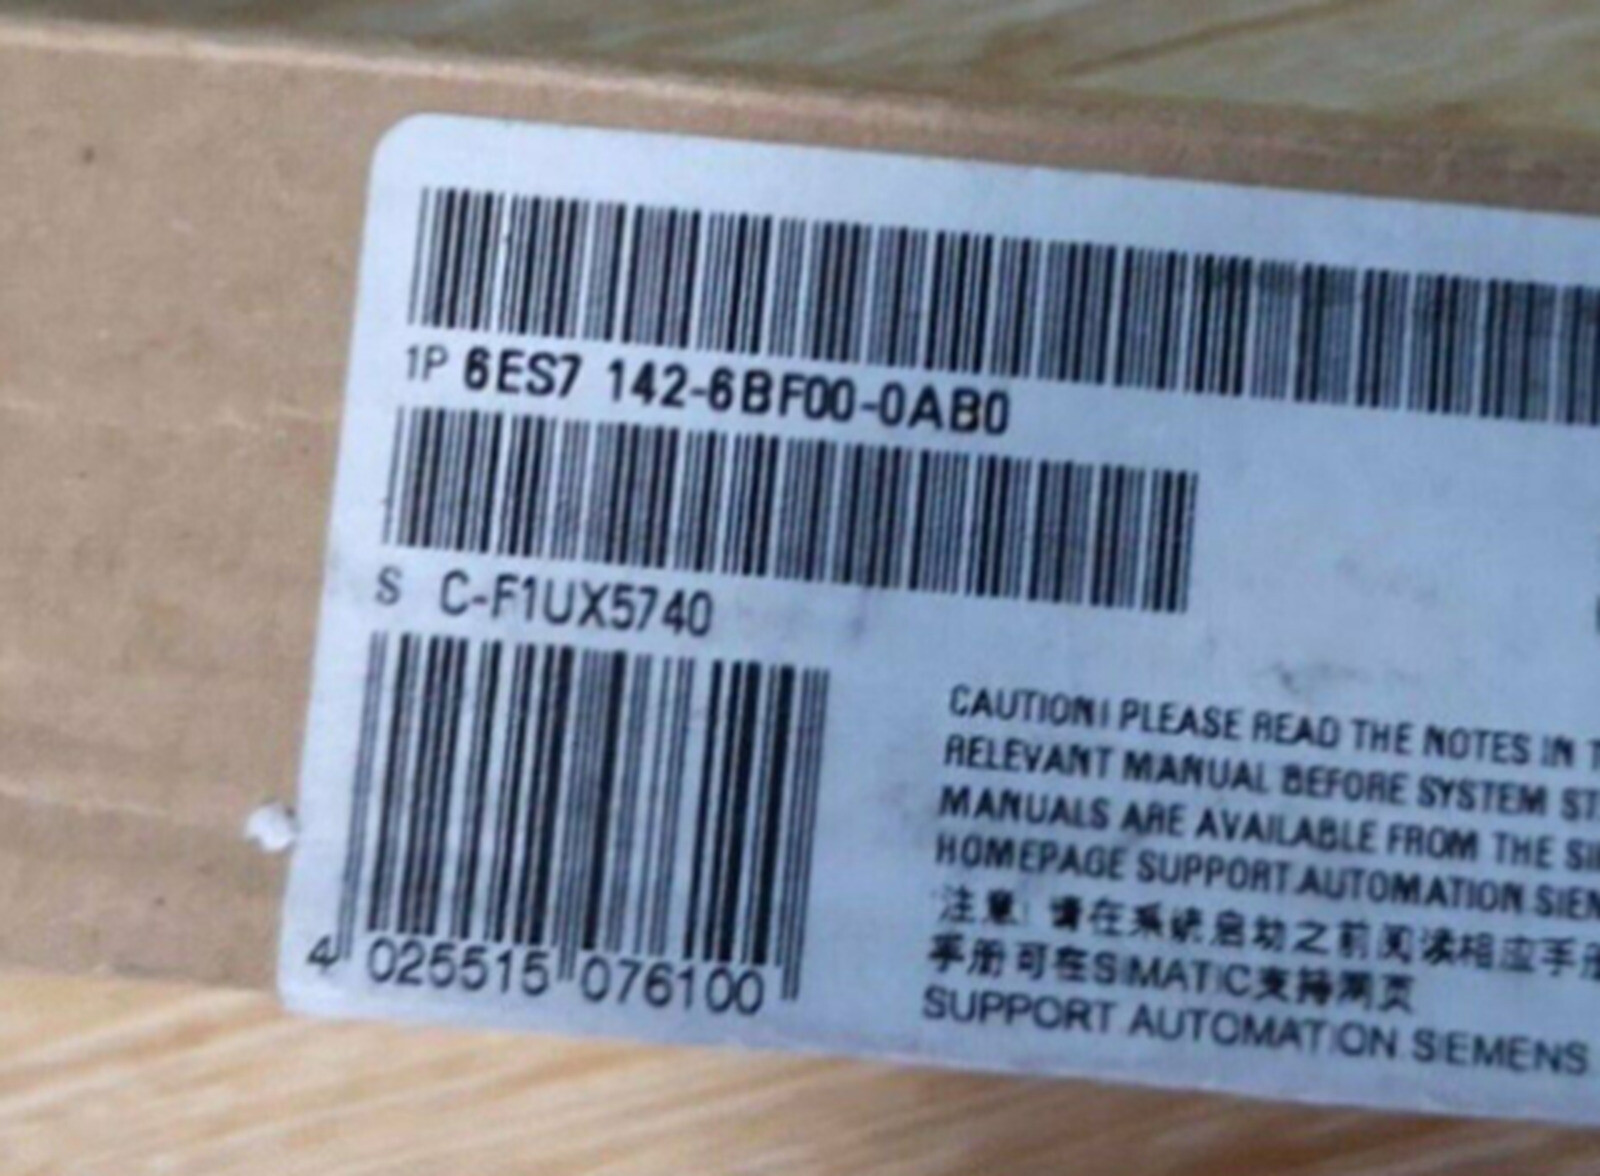 1P 6ES7 142-6BF00-0AB0
S C-F1UX5740
4 025515 076100
CAUTION! PLEASE READ THE NOTES IN
RELEVANT MANUAL BEFORE SYSTEM
MANUALS ARE AVAILABLE FROM THE
HOMEPAGE SUPPORT.AUTOMATION.SIEN
注意! 请在系统启动之前阅读相应手册
手册可在SIMATIC支持网页
SUPPORT AUTOMATION.SIEMENS